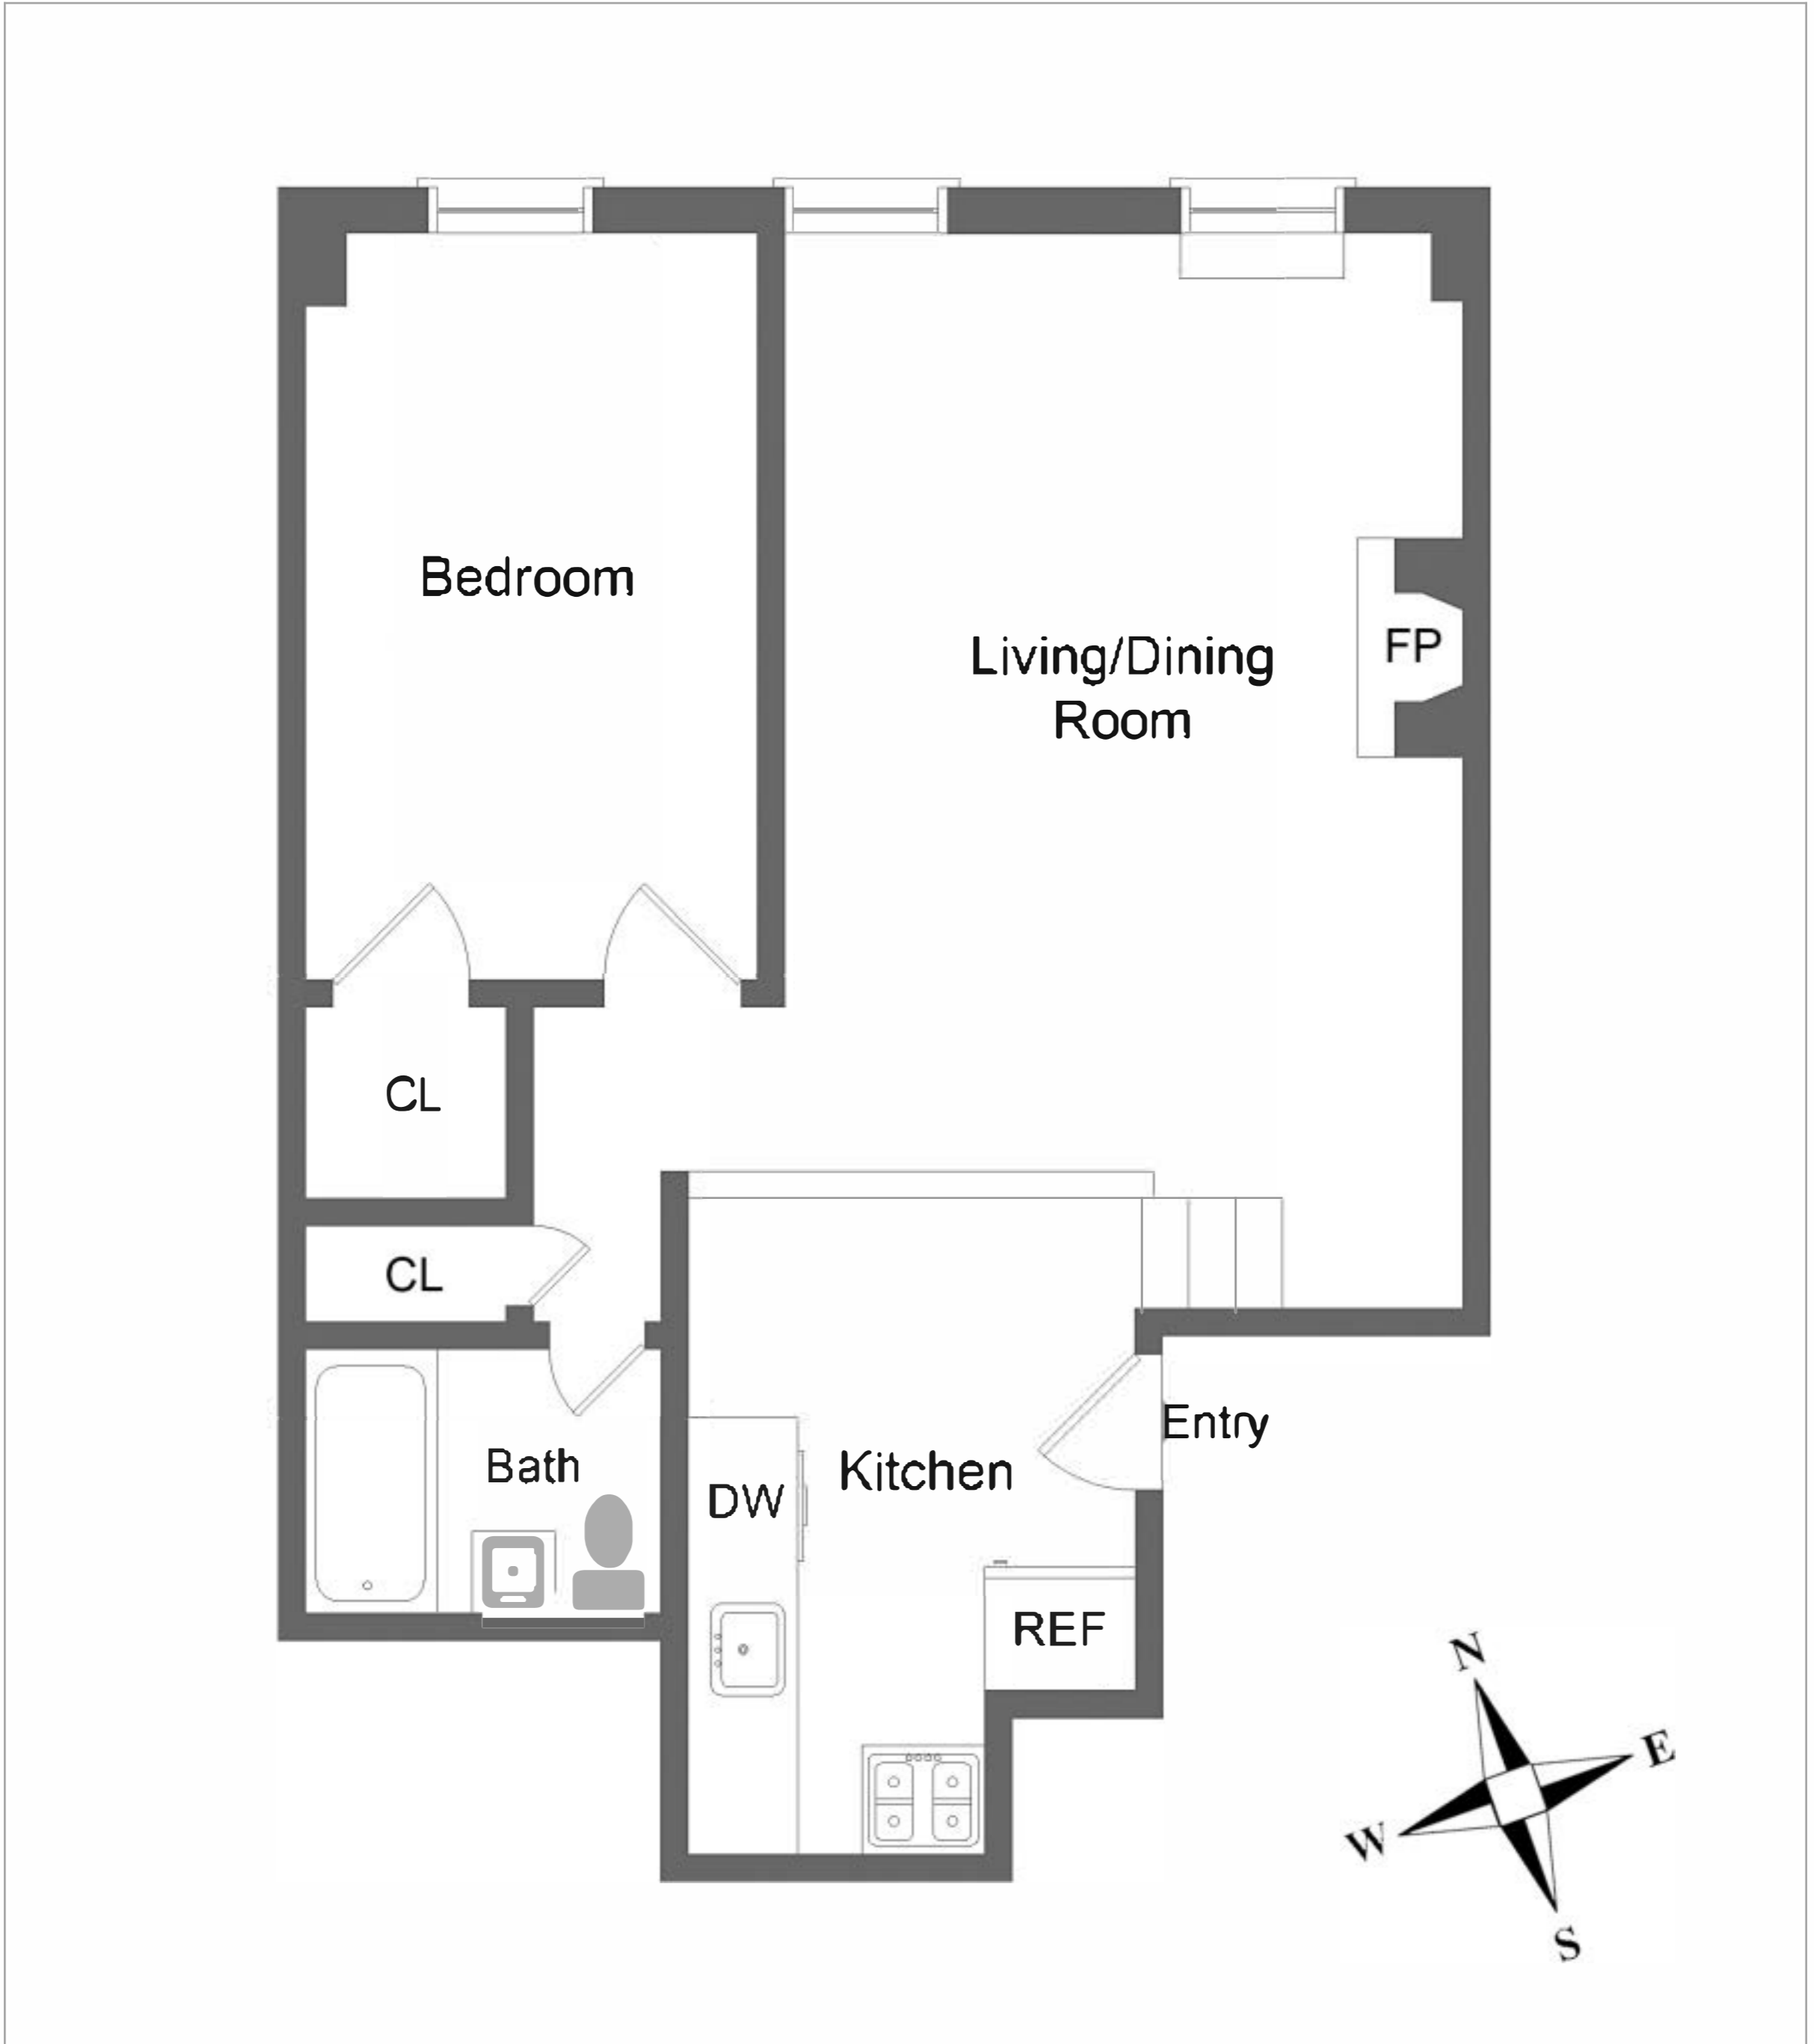 Bedroom
Living/Dining
Room
FP
CL
CL
Entry
Bath
Kitchen
DW
REF
N
E
W
S